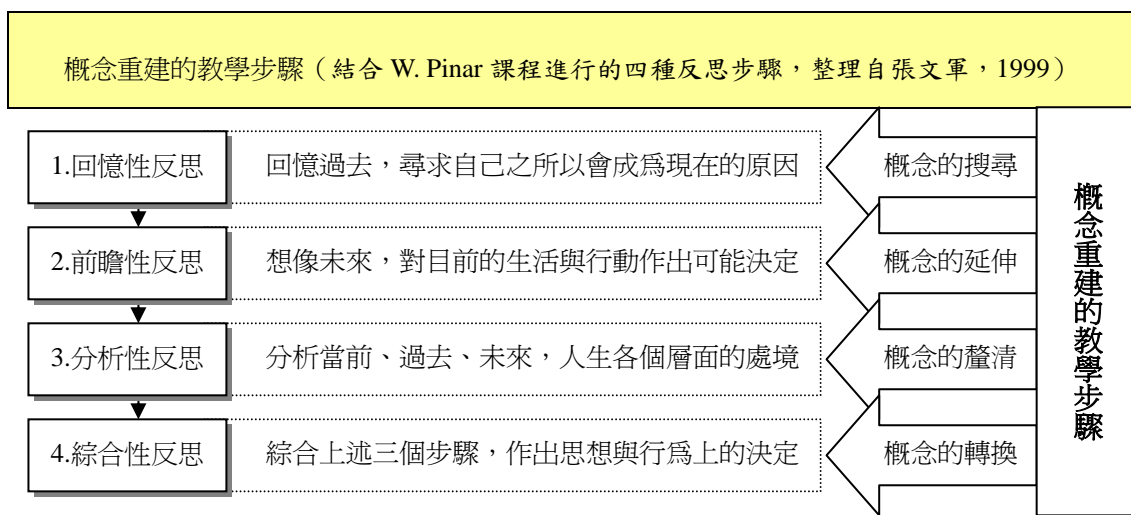 概念重建的教學步驟（結合 W. Pinar 課程進行的四種反思步驟，整理自張文軍，1999）
1.回憶性反思 回憶過去，尋求自己之所以會成為現在的原因 概念的搜尋
2.前瞻性反思 想像未來，對目前的生活與行動作出可能決定 概念的延伸
3.分析性反思 分析當前、過去、未來，人生各個層面的處境 概念的釐清
4.綜合性反思 綜合上述三個步驟，作出思想與行為上的決定 概念的轉換
概念重建的教學步驟